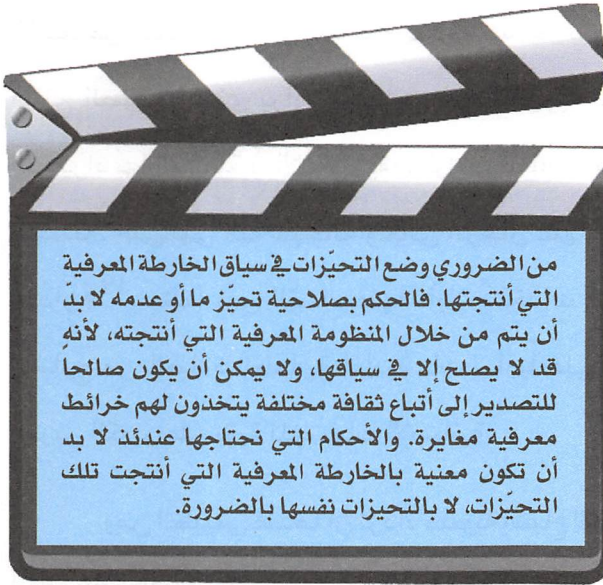 من الضروري وضع التحيّزات في سياق الخارطة المعرفية
التي أنتجتها. فالحكم بصلاحية تحيّز ما أو عدمه لا بدّ
أن يتم من خلال المنظومة المعرفية التي أنتجته، لأنه
قد لا يصلح إلا في سياقها، ولا يمكن أن يكون صالحاً
للتصدير إلى أتباع ثقافة مختلفة يتخذون لهم خرائط
معرفية مغايرة. والأحكام التي نحتاجها عندئذ لا بد
أن تكون معنية بالخارطة المعرفية التي أنتجت تلك
التحيّزات، لا بالتحيزات نفسها بالضرورة.